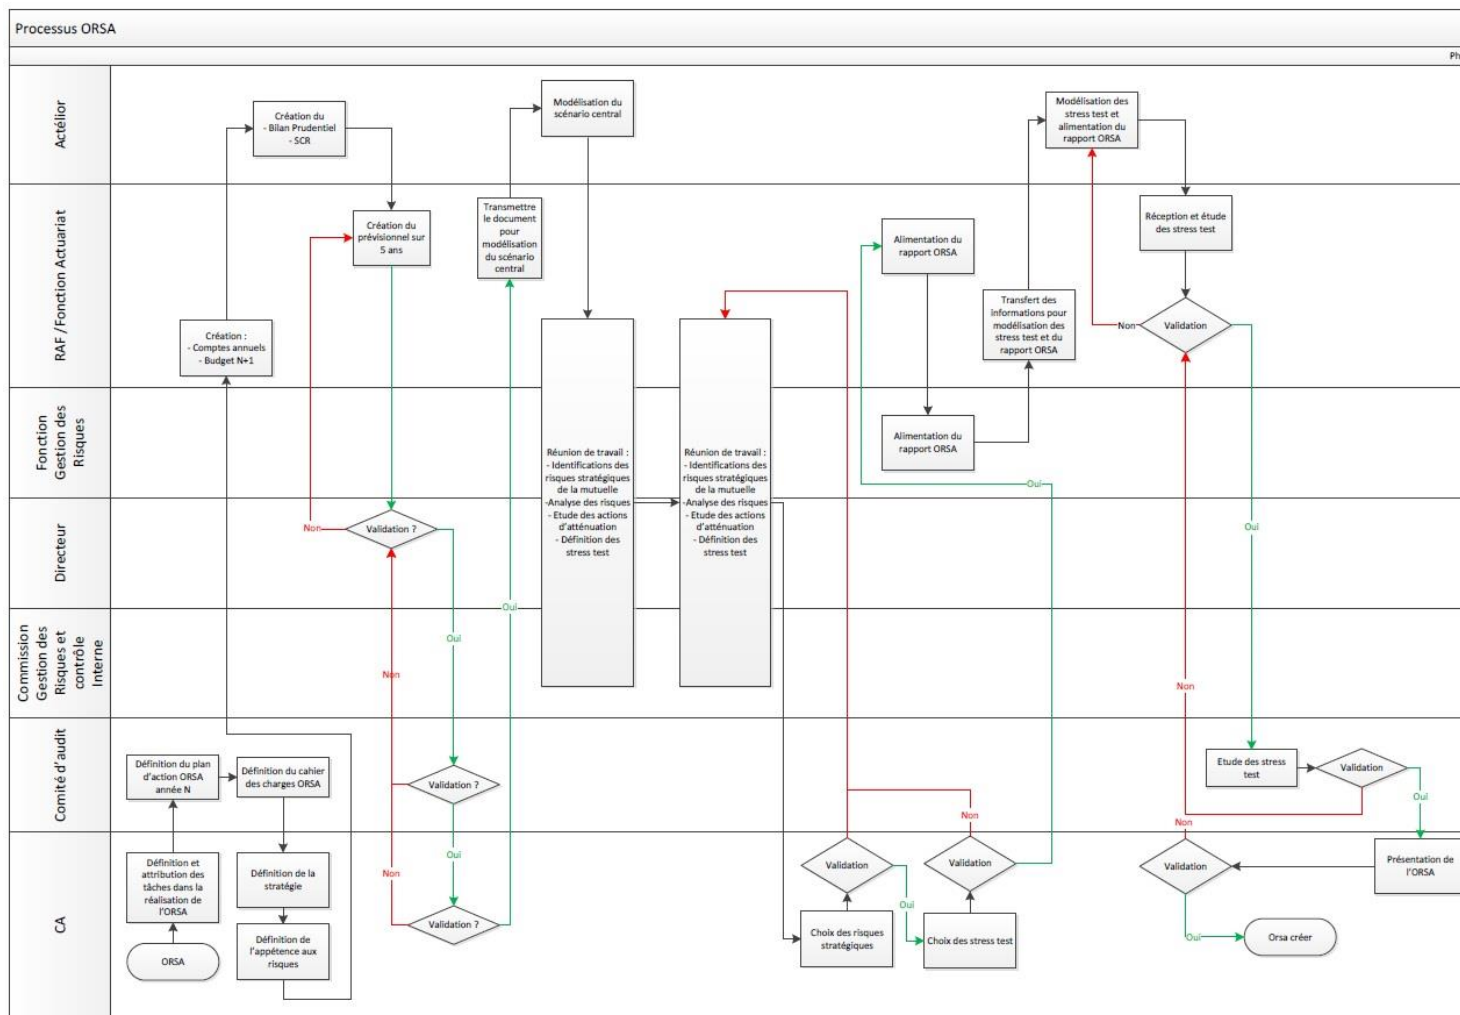 Processus ORSA
Ph
Actélior
Création du
- Bilan Prudentiel
- SCR
Modélisation du
scénario central
Modélisation des
stress test et
alimentation du
rapport ORSA
RAF /Fonction Actuariat
Création du
prévisionnel sur
5 ans
Transmettre
le document
pour
modélisation
du scénario
central
Alimentation du
rapport ORSA
Réception et étude
des stress test
Création :
- Comptes annuels
- Budget N+1
Transfert des
informations pour
modélisation des
stress test et du
rapport ORSA
Non
Validation
Fonction
Gestion des
Risques
Réunion de travail :
- Identifications des
risques stratégiques
de la mutuelle
-Analyse des risques
- Etude des actions
d'atténuation
- Définition des
stress test
Réunion de travail :
- Identifications des
risques stratégiques
de la mutuelle
-Analyse des risques
- Etude des actions
d'atténuation
- Définition des
stress test
Alimentation du
rapport ORSA
Oui
Directeur
Non
Validation ?
Oui
Oui
Oui
Commission
Gestion des
Risques et
contrôle
Interne
Non
Non
Comité d'audit
Définition du plan
d'action ORSA
année N
Définition du cahier
des charges ORSA
Validation ?
Etude des stress
test
Validation
Oui
Non
Non
CA
Définition et
attribution des
tâches dans la
réalisation de
l'ORSA
Définition de la
stratégie
Oui
Non
Validation ?
Validation
Validation
Validation
Présentation de
l'ORSA
Oui
ORSA
Définition de
l'appétence aux
risques
Choix des risques
stratégiques
Choix des stress test
Oui
Orsa créer